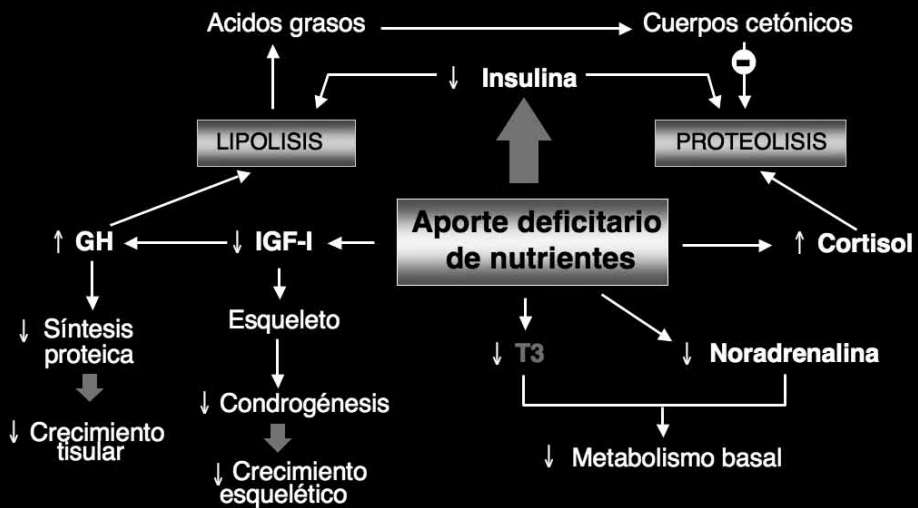 Acidos grasos
Cuerpos cetónicos
↓ Insulina
LIPOLISIS
PROTEOLISIS
Aporte deficitario
de nutrientes
↑ GH
↓ IGF-I
↑ Cortisol
↓ Síntesis
proteica
Esqueleto
↓ T3
↓ Noradrenalina
↓ Condrogénesis
↓ Crecimiento
tisular
↓ Metabolismo basal
↓ Crecimiento
esquelético